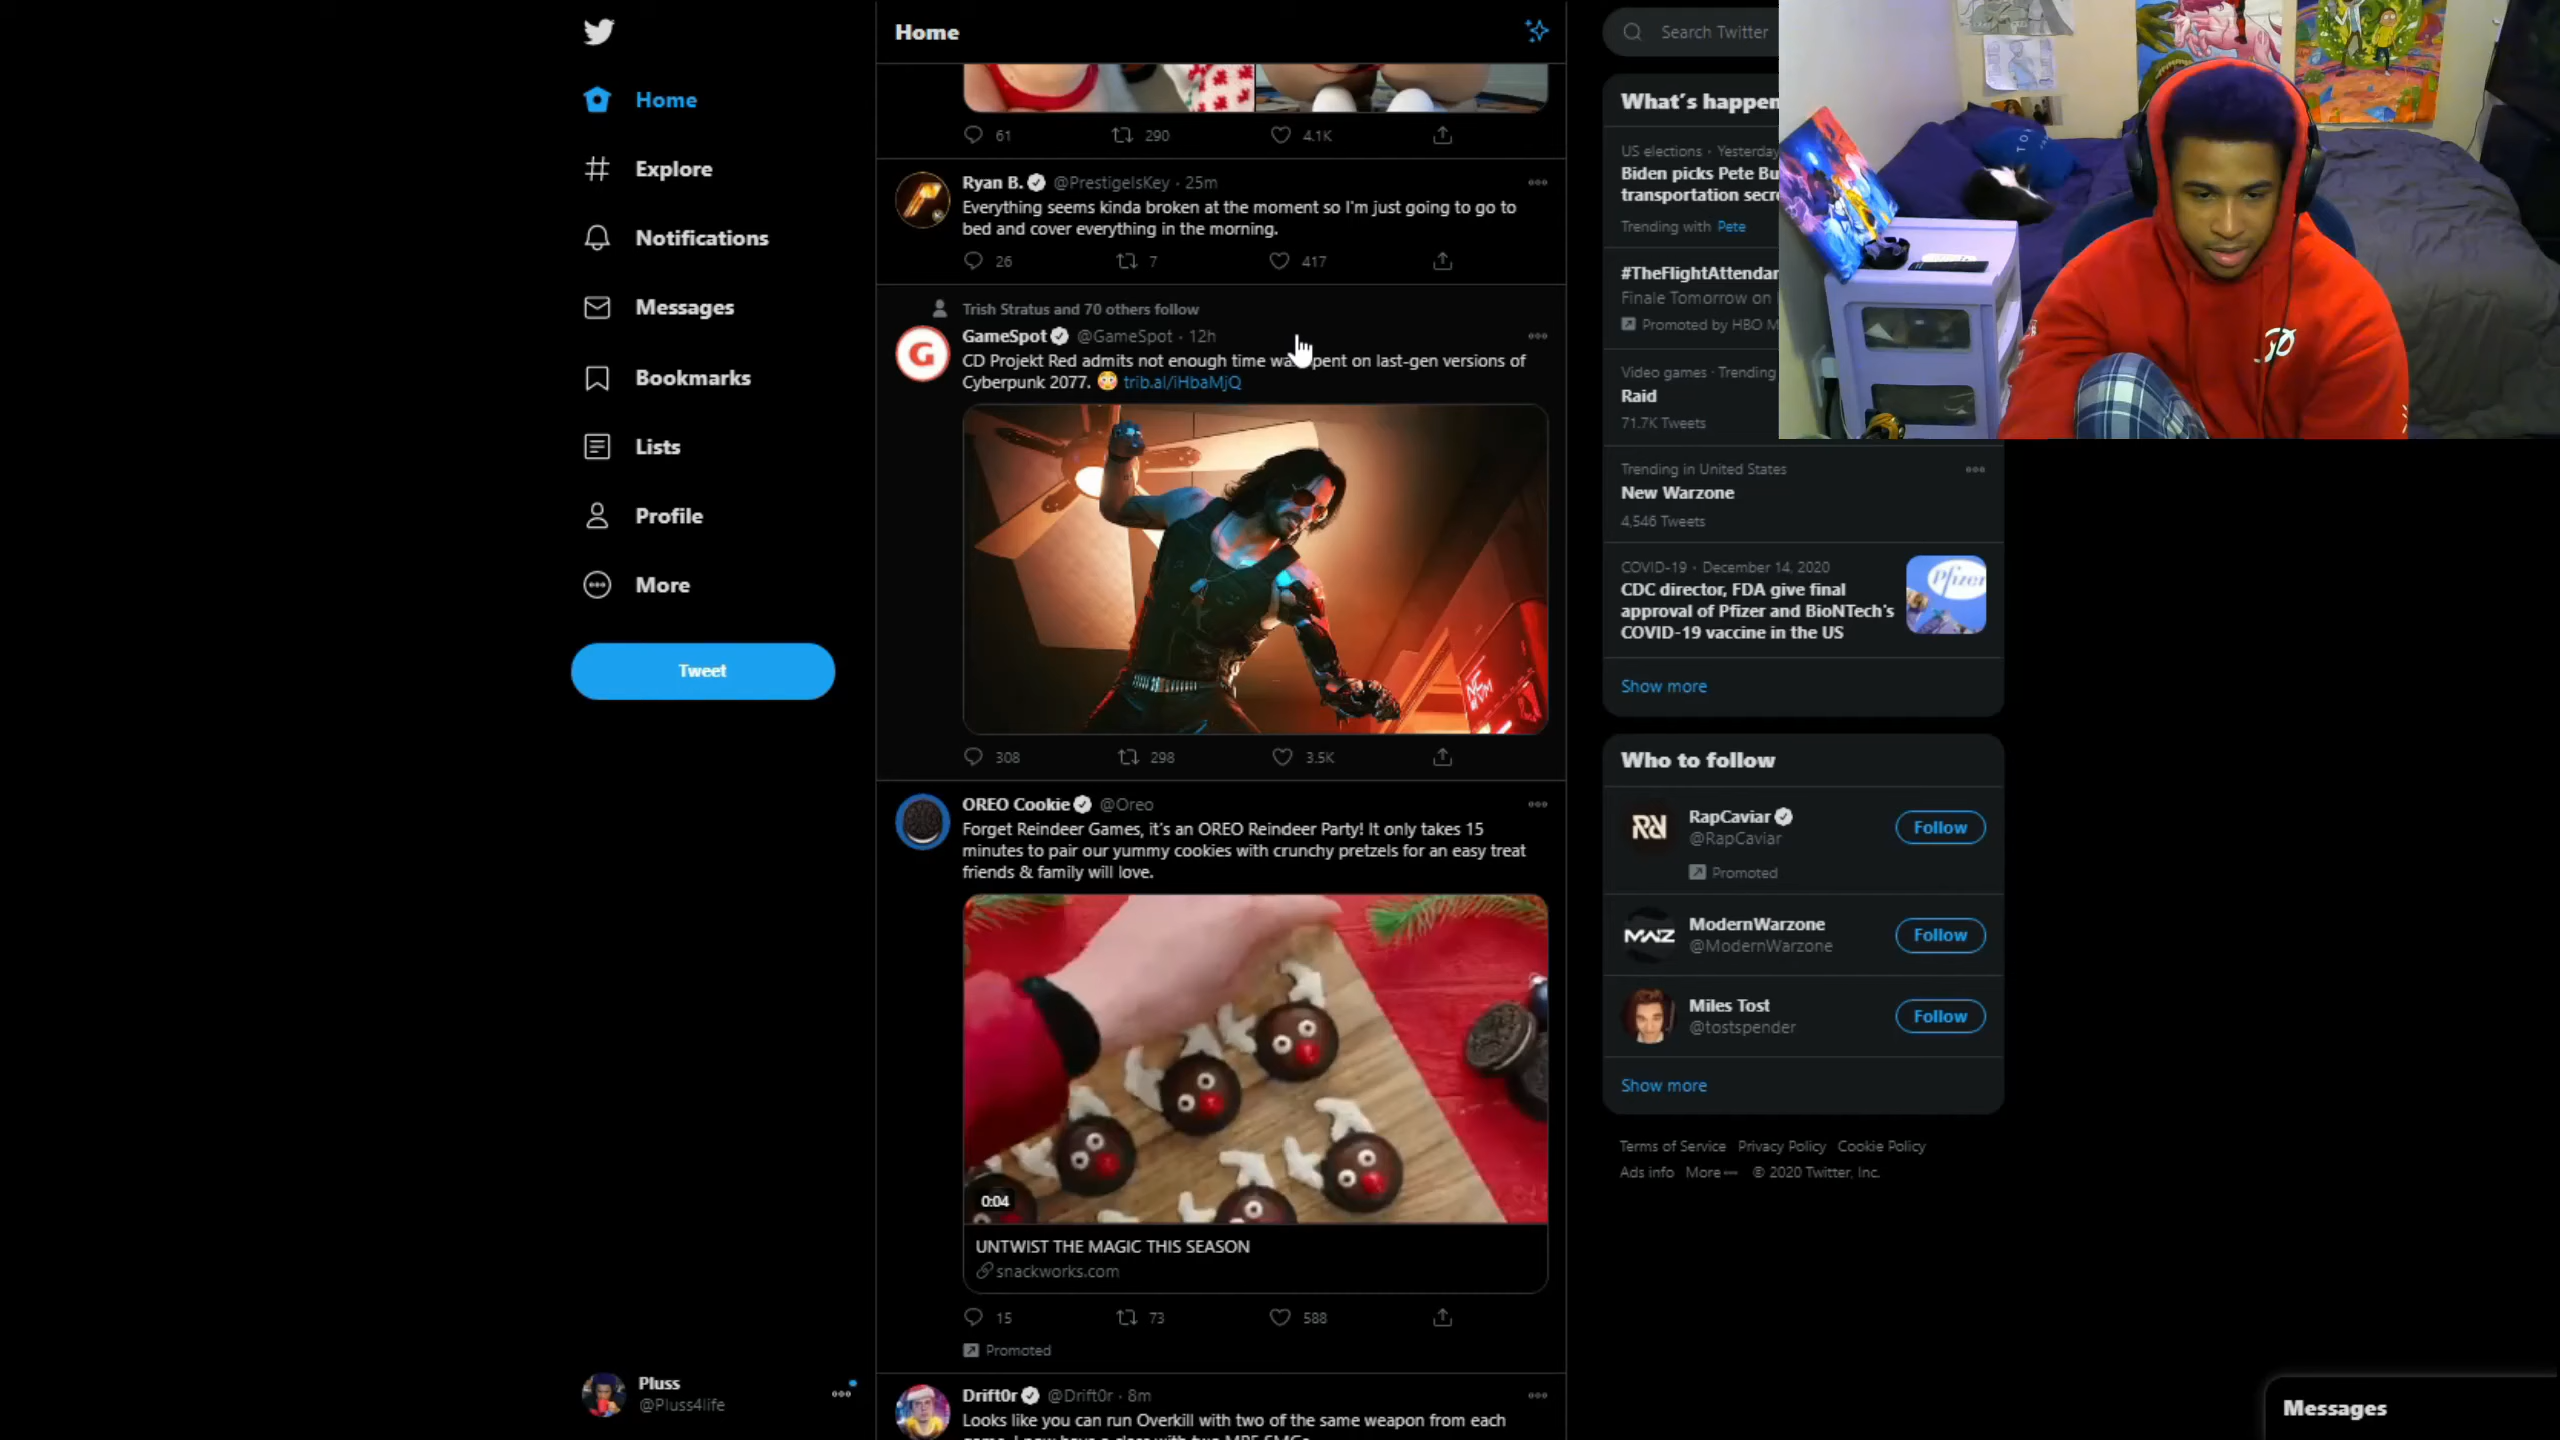 Home
Explore
Notifications
Messages
Bookmarks
Lists
Profile
More
Tweet
Pluss
@Pluss4life
Home
61 290 4.1K
Ryan B. @PrestigeIsKey · 25m
Everything seems kinda broken at the moment so I'm just going to go to
bed and cover everything in the morning.
26 7 417
Trish Stratus and 70 others follow
GameSpot @GameSpot · 12h
CD Projekt Red admits not enough time was spent on last-gen versions of
Cyberpunk 2077. 😳 trib.al/iHbaMjQ
308 298 3.5K
OREO Cookie @Oreo
Forget Reindeer Games, it's an OREO Reindeer Party! It only takes 15
minutes to pair our yummy cookies with crunchy pretzels for an easy treat
friends & family will love.
0:04
UNTWIST THE MAGIC THIS SEASON
snackworks.com
15 73 588
Promoted
Drift0r @Drift0r · 8m
Looks like you can run Overkill with two of the same weapon from each
Search Twitter
What's happen
US elections · Yesterday
Biden picks Pete Bu
transportation secre
Trending with Pete
#TheFlightAttendan
Finale Tomorrow on
Promoted by HBO M
Video games · Trending
Raid
71.7K Tweets
Trending in United States
New Warzone
4,546 Tweets
COVID-19 · December 14, 2020
CDC director, FDA give final
approval of Pfizer and BioNTech's
COVID-19 vaccine in the US
Pfizer
Show more
Who to follow
RapCaviar
@RapCaviar
Follow
Promoted
ModernWarzone
@ModernWarzone
Follow
Miles Tost
@tostspender
Follow
Show more
Terms of Service Privacy Policy Cookie Policy
Ads info More © 2020 Twitter, Inc.
Messages